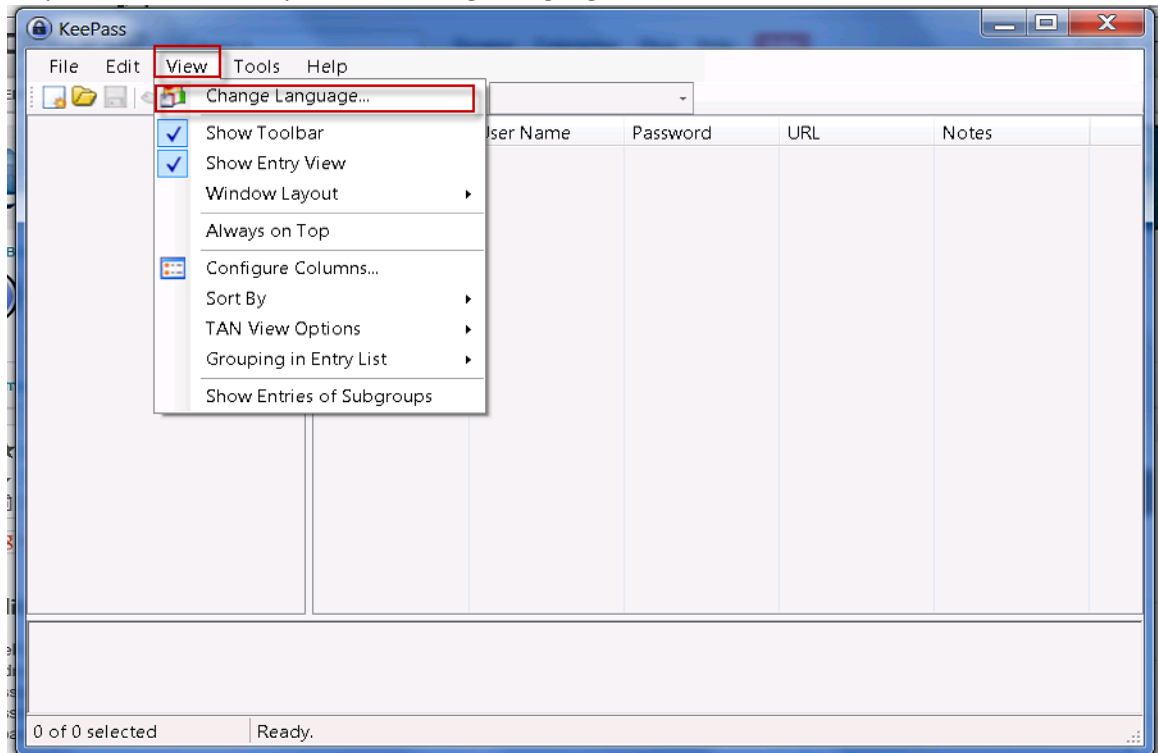 KeePass
File Edit View Tools Help
Change Language...
User Name Password URL Notes
Show Toolbar
Show Entry View
Window Layout
Always on Top
Configure Columns...
Sort By
TAN View Options
Grouping in Entry List
Show Entries of Subgroups
0 of 0 selected Ready.